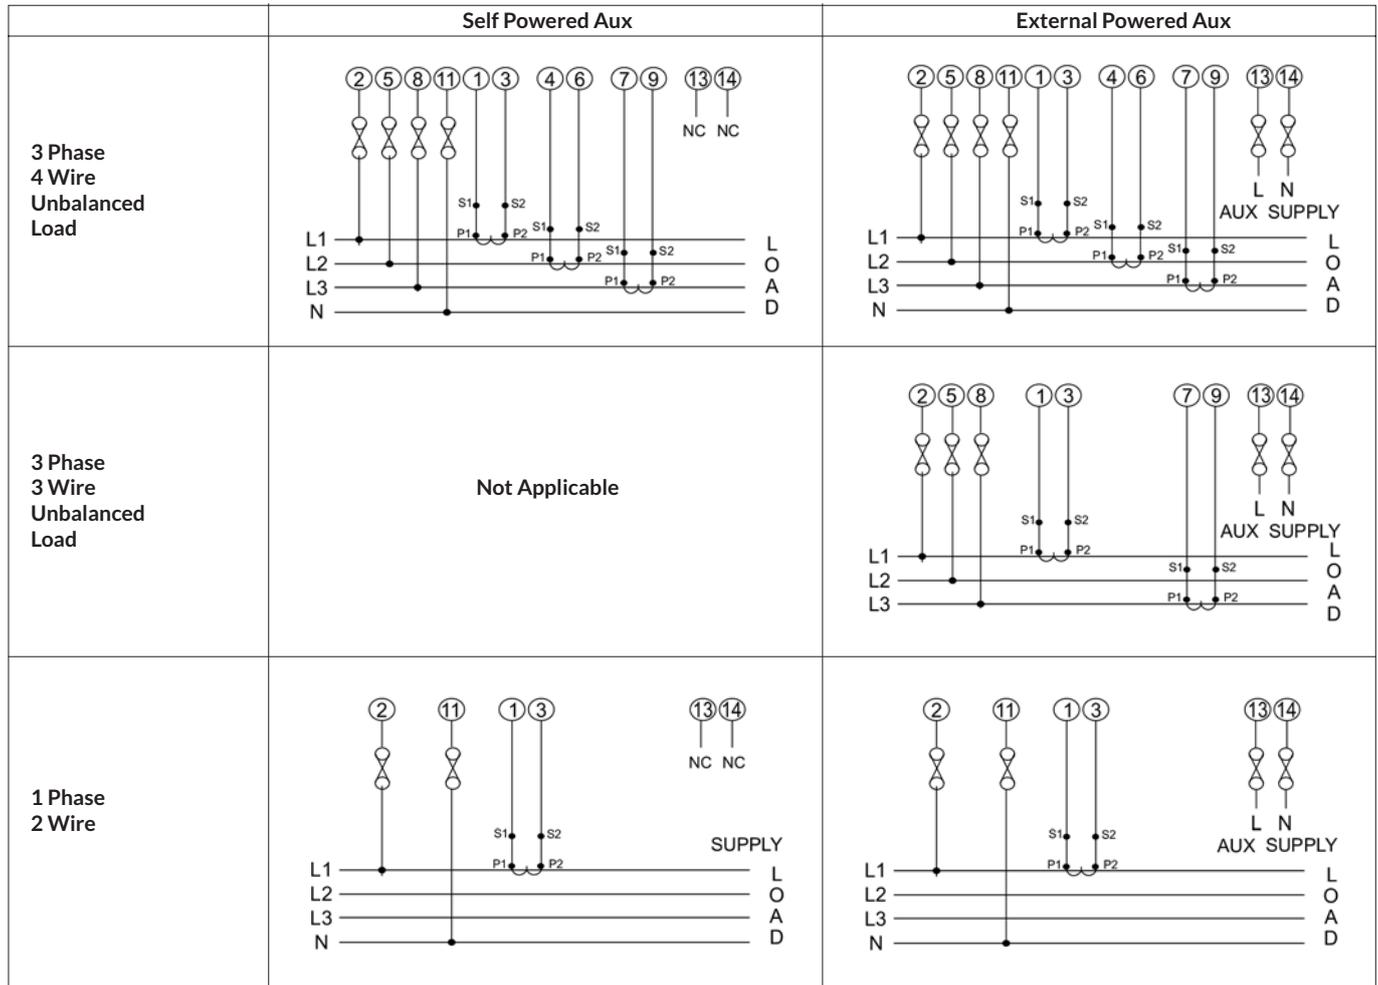 Self Powered Aux
External Powered Aux
3 Phase
4 Wire
Unbalanced
Load
2 5 8 11 1 3 4 6 7 9 13 14
NC NC
S1 S2
S1 S2
S1 S2
P1 P2
P1 P2
P1 P2
L1
L2
L3
N
L
O
A
D
2 5 8 11 1 3 4 6 7 9 13 14
L N
AUX SUPPLY
S1 S2
S1 S2
S1 S2
P1 P2
P1 P2
P1 P2
L1
L2
L3
N
L
O
A
D
3 Phase
3 Wire
Unbalanced
Load
Not Applicable
2 5 8 1 3 7 9 13 14
L N
AUX SUPPLY
S1 S2
P1 P2
S1 S2
P1 P2
L1
L2
L3
L
O
A
D
1 Phase
2 Wire
2 11 1 3 13 14
NC NC
S1 S2
P1 P2
SUPPLY
L1
L2
L3
N
L
O
A
D
2 11 1 3 13 14
L N
AUX SUPPLY
S1 S2
P1 P2
L1
L2
L3
N
L
O
A
D